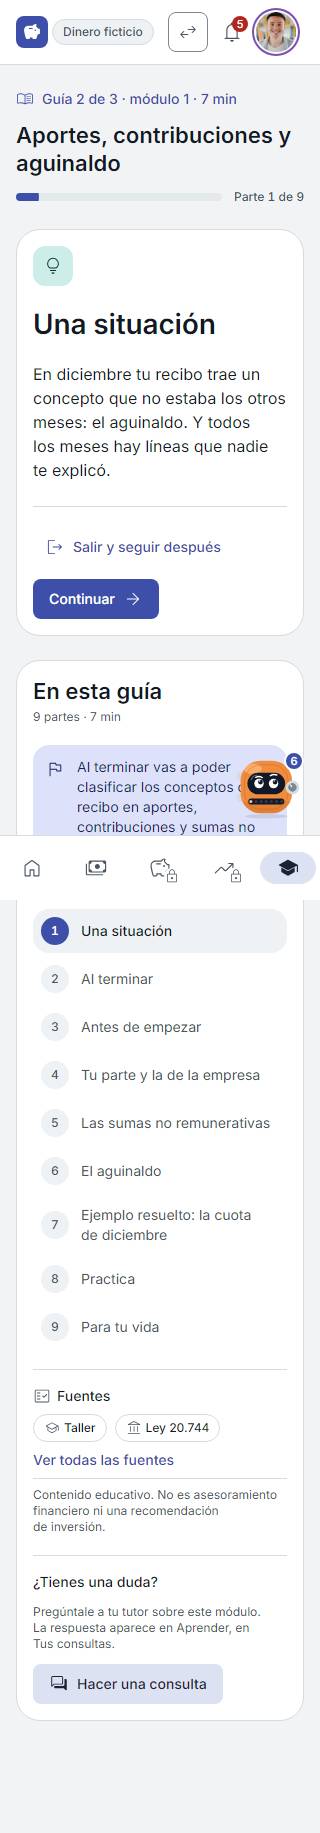 Dinero ficticio
5
Guía 2 de 3 · módulo 1 · 7 min
Aportes, contribuciones y
aguinaldo
Parte 1 de 9
Una situación
En diciembre tu recibo trae un
concepto que no estaba los otros
meses: el aguinaldo. Y todos
los meses hay líneas que nadie
te explicó.
Salir y seguir después
Continuar
En esta guía
9 partes · 7 min
Al terminar vas a poder
clasificar los conceptos
recibo en aportes,
contribuciones y sumas no
6
1 Una situación
2 Al terminar
3 Antes de empezar
4 Tu parte y la de la empresa
5 Las sumas no remunerativas
6 El aguinaldo
7 Ejemplo resuelto: la cuota
de diciembre
8 Practica
9 Para tu vida
Fuentes
Taller
Ley 20.744
Ver todas las fuentes
Contenido educativo. No es asesoramiento
financiero ni una recomendación
de inversión.
¿Tienes una duda?
Pregúntale a tu tutor sobre este módulo.
La respuesta aparece en Aprender, en
Tus consultas.
Hacer una consulta